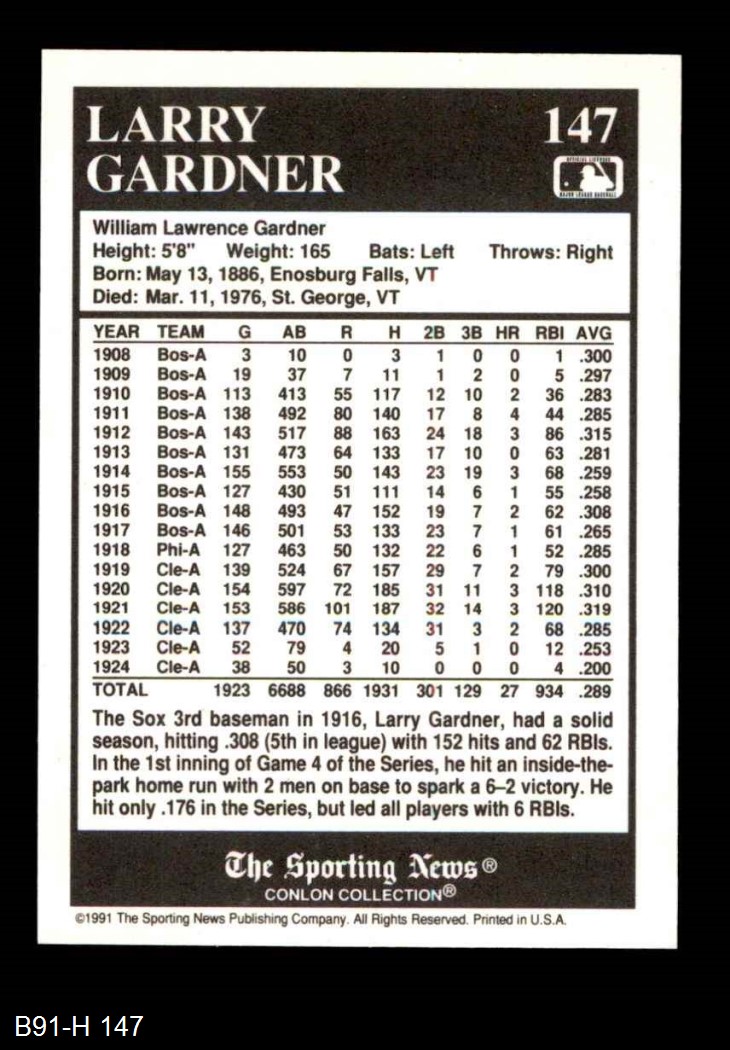 LARRY
GARDNER
147
William Lawrence Gardner
Height: 5'8" Weight: 165 Bats: Left Throws: Right
Born: May 13, 1886, Enosburg Falls, VT
Died: Mar. 11, 1976, St. George, VT
YEAR TEAM G AB R H 2B 3B HR RBI AVG
1908 Bos-A 3 10 0 3 1 0 0 1 .300
1909 Bos-A 19 37 7 11 1 2 0 5 .297
1910 Bos-A 113 413 55 117 12 10 2 36 .283
1911 Bos-A 138 492 80 140 17 8 4 44 .285
1912 Bos-A 143 517 88 163 24 18 3 86 .315
1913 Bos-A 131 473 64 133 17 10 0 63 .281
1914 Bos-A 155 553 50 143 23 19 3 68 .259
1915 Bos-A 127 430 51 111 14 6 1 55 .258
1916 Bos-A 148 493 47 152 19 7 2 62 .308
1917 Bos-A 146 501 53 133 23 7 1 61 .265
1918 Phi-A 127 463 50 132 22 6 1 52 .285
1919 Cle-A 139 524 67 157 29 7 2 79 .300
1920 Cle-A 154 597 72 185 31 11 3 118 .310
1921 Cle-A 153 586 101 187 32 14 3 120 .319
1922 Cle-A 137 470 74 134 31 3 2 68 .285
1923 Cle-A 52 79 4 20 5 1 0 12 .253
1924 Cle-A 38 50 3 10 0 0 0 4 .200
TOTAL 1923 6688 866 1931 301 129 27 934 .289
The Sox 3rd baseman in 1916, Larry Gardner, had a solid
season, hitting .308 (5th in league) with 152 hits and 62 RBIs.
In the 1st inning of Game 4 of the Series, he hit an inside-the-
park home run with 2 men on base to spark a 6–2 victory. He
hit only .176 in the Series, but led all players with 6 RBIs.
The Sporting News®
CONLON COLLECTION®
©1991 The Sporting News Publishing Company. All Rights Reserved. Printed in U.S.A.
B91-H 147